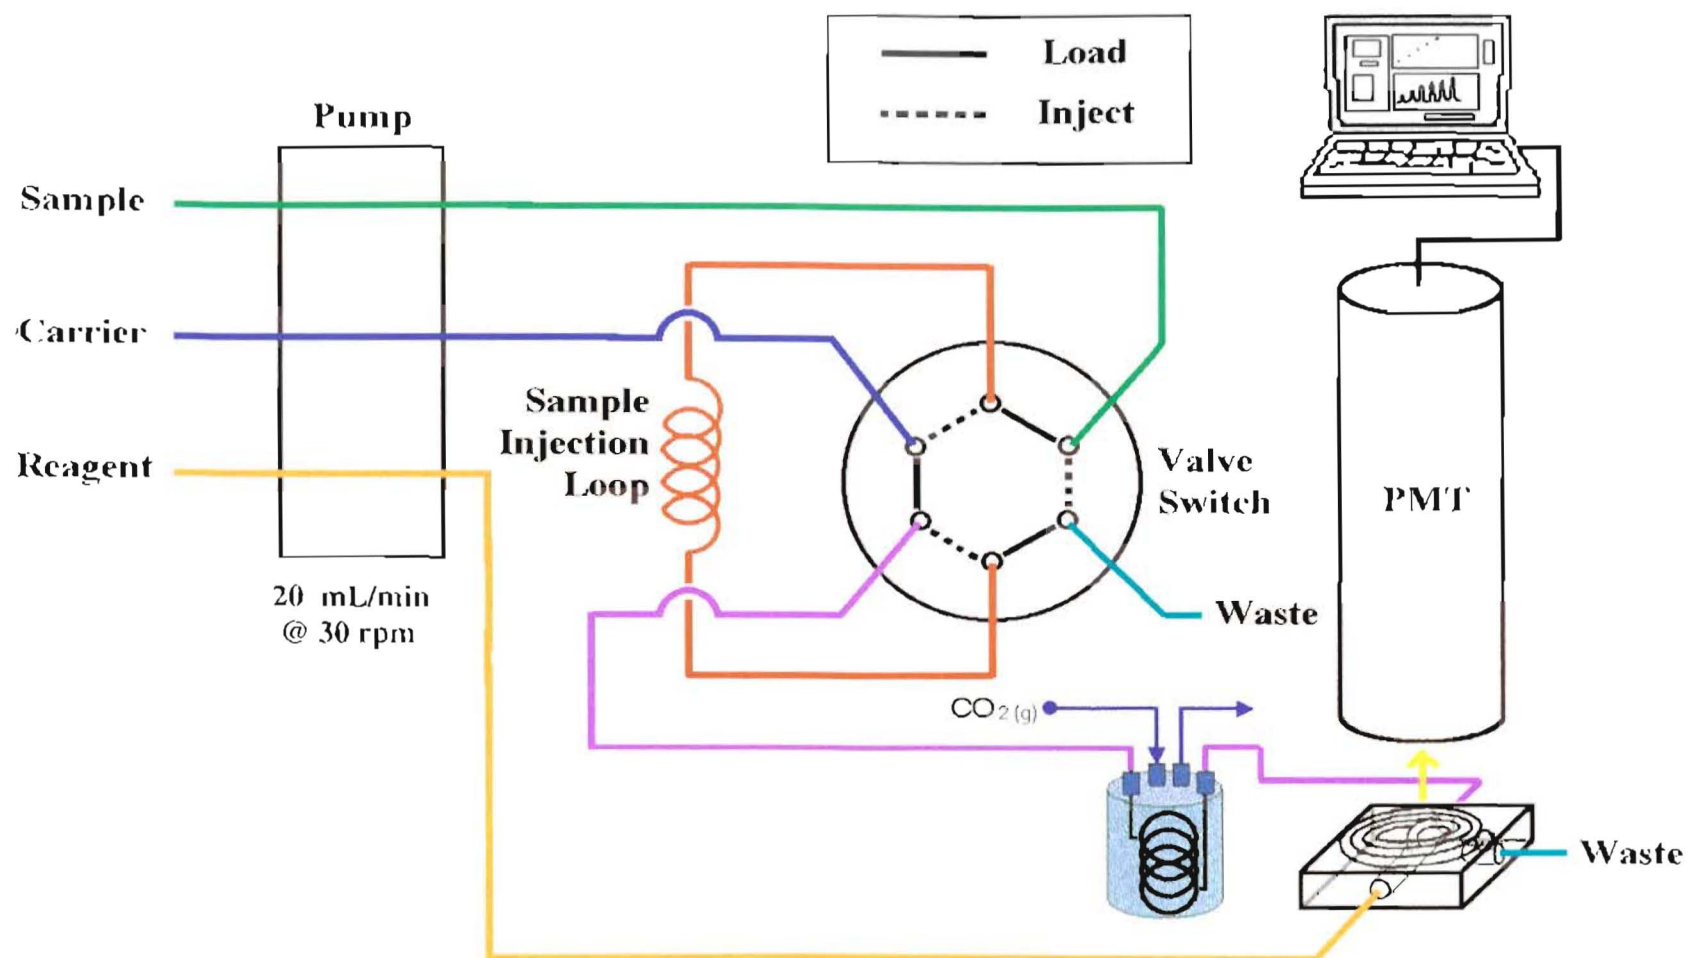 Load
Inject
Pump
Sample
Carrier
Reagent
20 mL/min
@ 30 rpm
Sample
Injection
Loop
Valve
Switch
Waste
PMT
CO2 (g)
Waste